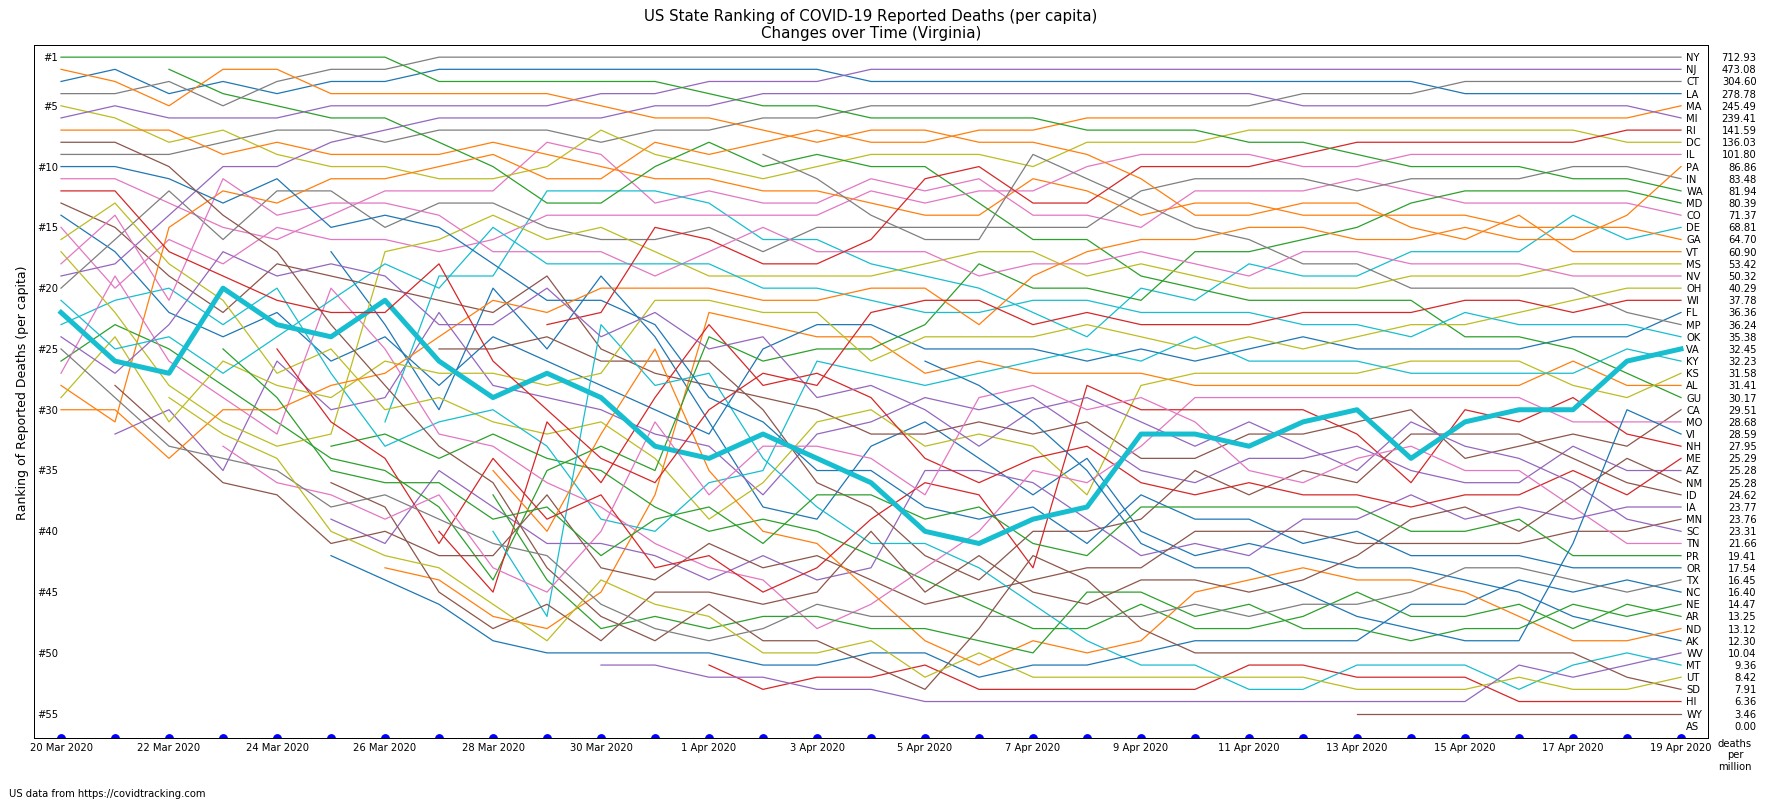 US State Ranking of COVID-19 Reported Deaths (per capita)
Changes over Time (Virginia)
Ranking of Reported Deaths (per capita)
#1
#5
#10
#15
#20
#25
#30
#35
#40
#45
#50
#55
NY 712.93
NJ 473.08
CT 304.60
LA 278.78
MA 245.49
MI 239.41
RI 141.59
DC 136.03
IL 101.80
PA 86.86
IN 83.48
WA 81.94
MD 80.39
CO 71.37
DE 68.81
GA 64.70
VT 60.90
MS 53.42
NV 50.32
OH 40.29
WI 37.78
FL 36.36
MP 36.24
OK 35.38
VA 32.45
KY 32.23
KS 31.58
AL 31.41
GU 30.17
CA 29.51
MO 28.68
VI 28.59
NH 27.95
ME 25.29
AZ 25.28
NM 25.28
ID 24.62
IA 23.77
MN 23.76
SC 23.31
TN 21.66
PR 19.41
OR 17.54
TX 16.45
NC 16.40
NE 14.47
AR 13.25
ND 13.12
AK 12.30
WV 10.04
MT 9.36
UT 8.42
SD 7.91
HI 6.36
WY 3.46
AS 0.00
20 Mar 2020 22 Mar 2020 24 Mar 2020 26 Mar 2020 28 Mar 2020 30 Mar 2020 1 Apr 2020 3 Apr 2020 5 Apr 2020 7 Apr 2020 9 Apr 2020 11 Apr 2020 13 Apr 2020 15 Apr 2020 17 Apr 2020 19 Apr 2020
deaths
per
million
US data from https://covidtracking.com